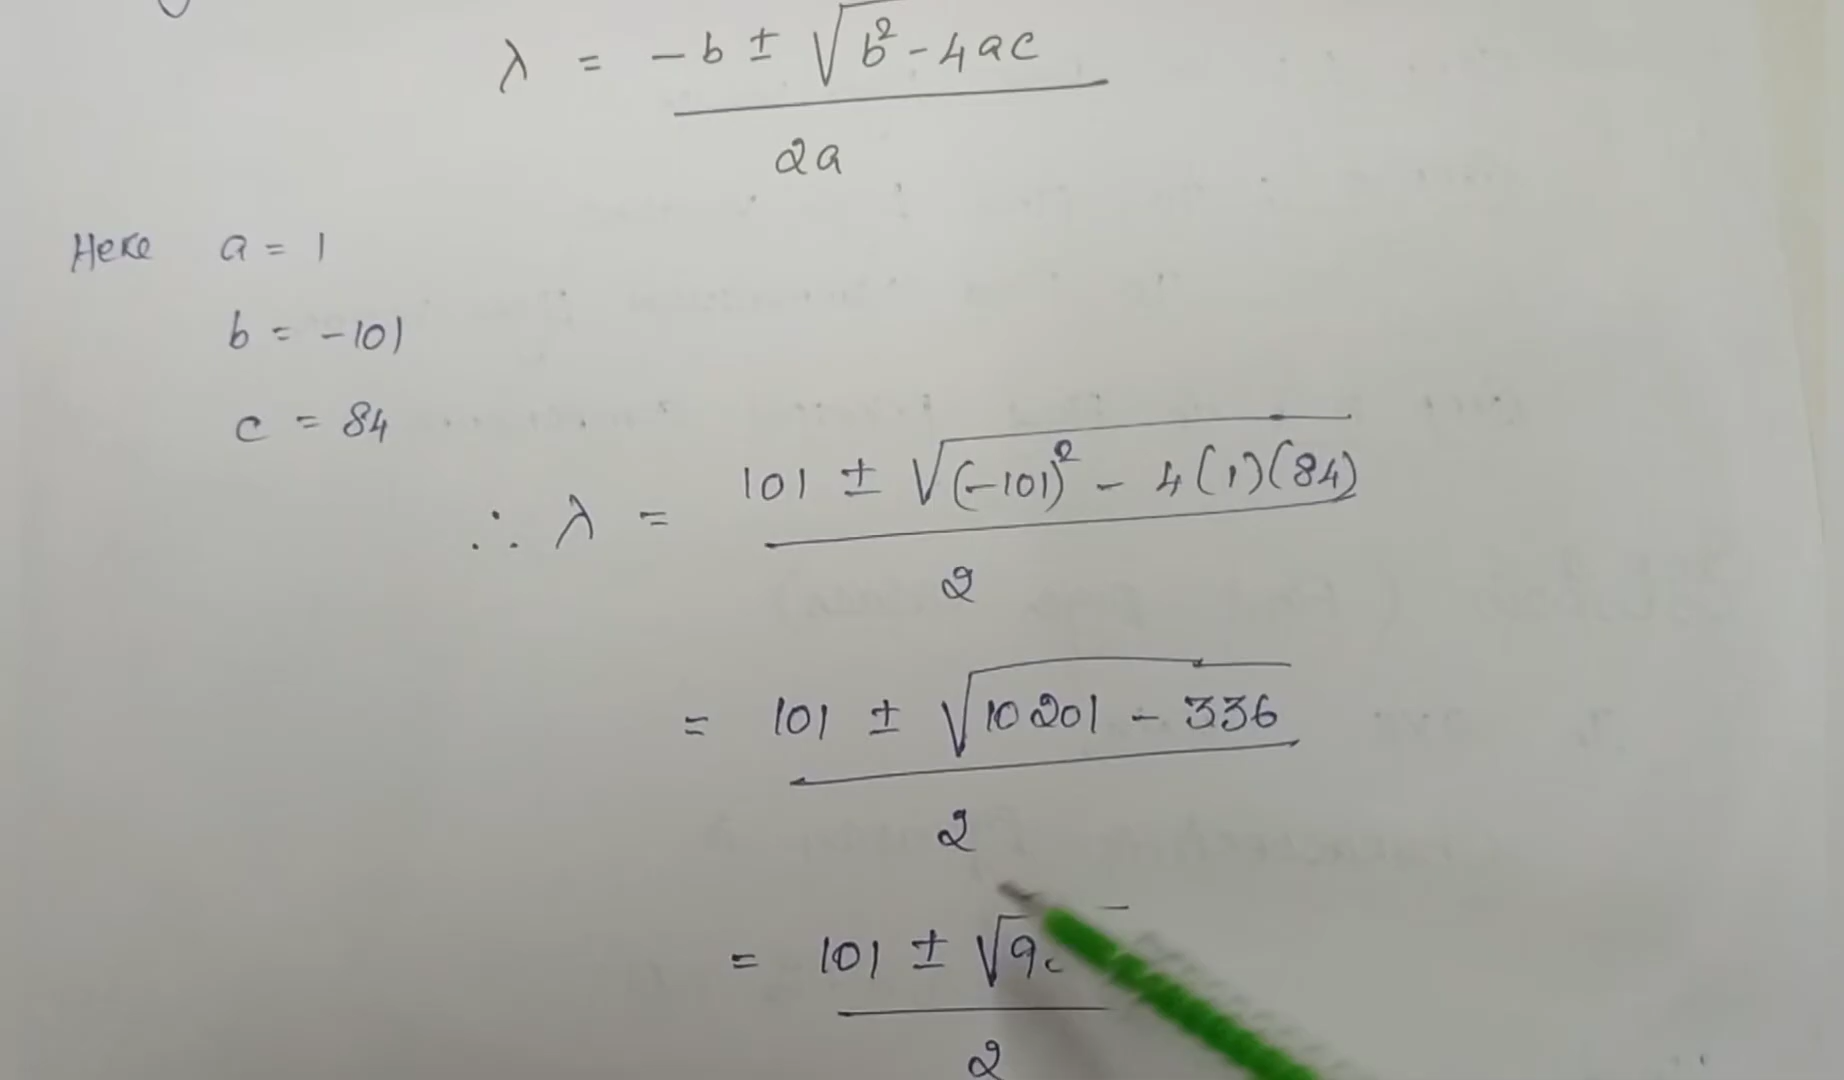 λ = -b ± √b² - 4ac
2a
Here a = 1
b = -101
c = 84
∴ λ = 101 ± √(-101)² - 4(1)(84)
2
= 101 ± √10201 - 336
2
= 101 ± √9
2